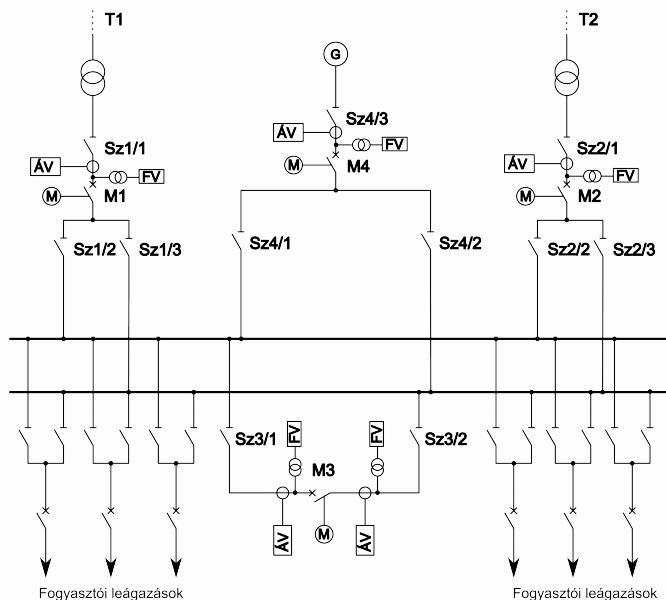 T1
T2
G
Sz4/3
ÁV
FV
M
M4
Sz1/1
ÁV
FV
M
M1
Sz2/1
ÁV
FV
M
M2
Sz1/2
Sz1/3
Sz4/1
Sz4/2
Sz2/2
Sz2/3
Sz3/1
FV
FV
Sz3/2
M3
M
ÁV
ÁV
Fogyasztói leágazások
Fogyasztói leágazások